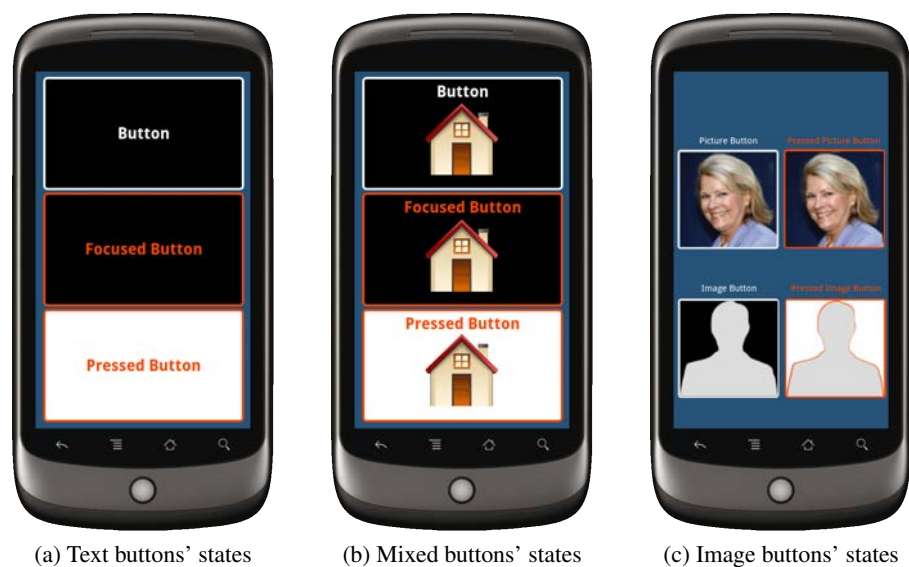 Button
Focused Button
Pressed Button
Button
Focused Button
Pressed Button
Picture Button
Pressed Picture Button
Image Button
Pressed Image Button
(a) Text buttons’ states
(b) Mixed buttons’ states
(c) Image buttons’ states